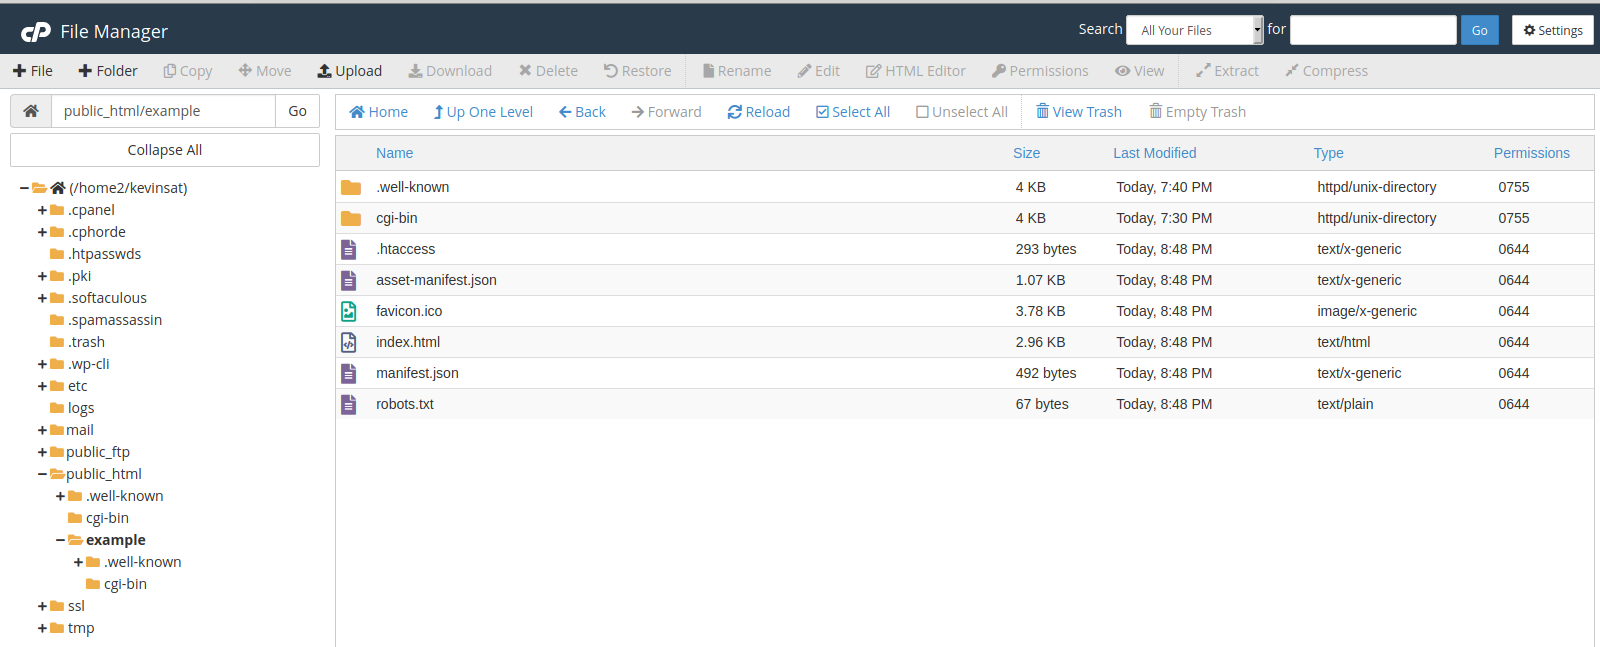 cP File Manager Search All Your Files for Go Settings
File Folder Copy Move Upload Download Delete Restore Rename Edit HTML Editor Permissions View Extract Compress
public_html/example Go Home Up One Level Back Forward Reload Select All Unselect All View Trash Empty Trash
Collapse All
(/home2/kevinsat)
.cpanel
.cphorde
.htpasswds
.pki
.softaculous
.spamassassin
.trash
.wp-cli
etc
logs
mail
public_ftp
public_html
.well-known
cgi-bin
example
.well-known
cgi-bin
ssl
tmp
Name Size Last Modified Type Permissions
.well-known 4 KB Today, 7:40 PM httpd/unix-directory 0755
cgi-bin 4 KB Today, 7:30 PM httpd/unix-directory 0755
.htaccess 293 bytes Today, 8:48 PM text/x-generic 0644
asset-manifest.json 1.07 KB Today, 8:48 PM text/x-generic 0644
favicon.ico 3.78 KB Today, 8:48 PM image/x-generic 0644
index.html 2.96 KB Today, 8:48 PM text/html 0644
manifest.json 492 bytes Today, 8:48 PM text/x-generic 0644
robots.txt 67 bytes Today, 8:48 PM text/plain 0644